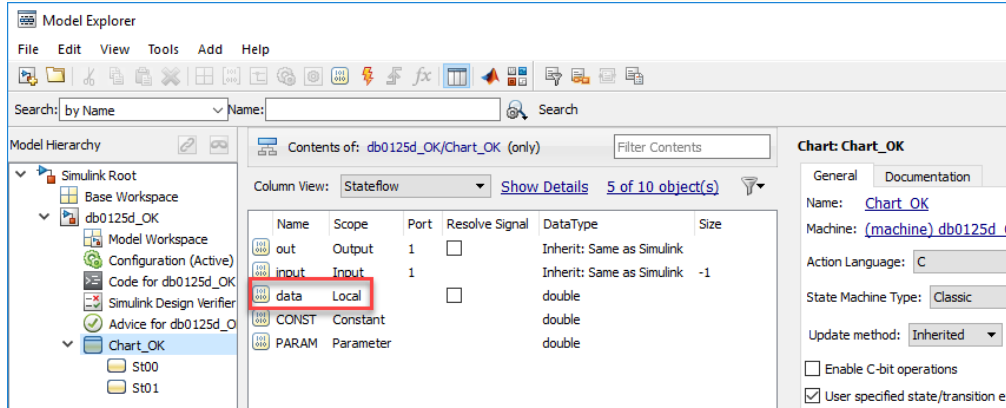 Model Explorer
File Edit View Tools Add Help
fx
Search: by Name Name: Search
Model Hierarchy
Simulink Root
Base Workspace
db0125d_OK
Model Workspace
Configuration (Active)
Code for db0125d_OK
Simulink Design Verifier
Advice for db0125d_O
Chart_OK
St00
St01
Contents of: db0125d_OK/Chart_OK (only) Filter Contents
Column View: Stateflow Show Details 5 of 10 object(s)
Name Scope Port Resolve Signal DataType Size
out Output 1 Inherit: Same as Simulink
input Input 1 Inherit: Same as Simulink -1
data Local double
CONST Constant double
PARAM Parameter double
Chart: Chart_OK
General Documentation
Name: Chart_OK
Machine: (machine) db0125d_
Action Language: C
State Machine Type: Classic
Update method: Inherited
Enable C-bit operations
User specified state/transition e